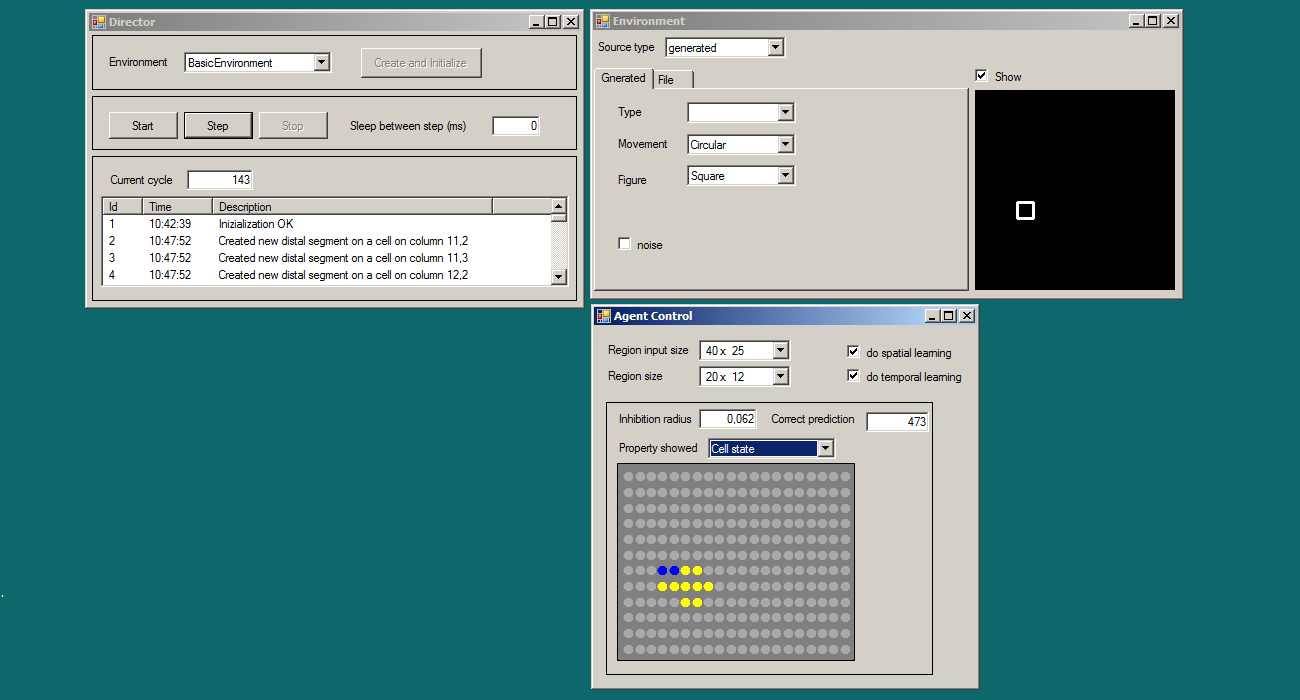 Director
Environment
BasicEnvironment
Create and Initialize
Start
Step
Stop
Sleep between step (ms)
0
Current cycle
143
Id
Time
Description
1
10:42:39
Inizialization OK
2
10:47:52
Created new distal segment on a cell on column 11,2
3
10:47:52
Created new distal segment on a cell on column 11,3
4
10:47:52
Created new distal segment on a cell on column 12,2
Environment
Source type
generated
Gnerated
File
Type
Movement
Circular
Figure
Square
noise
Show
Agent Control
Region input size
40 x 25
do spatial learning
Region size
20 x 12
do temporal learning
Inhibition radius
0,062
Correct prediction
473
Property showed
Cell state